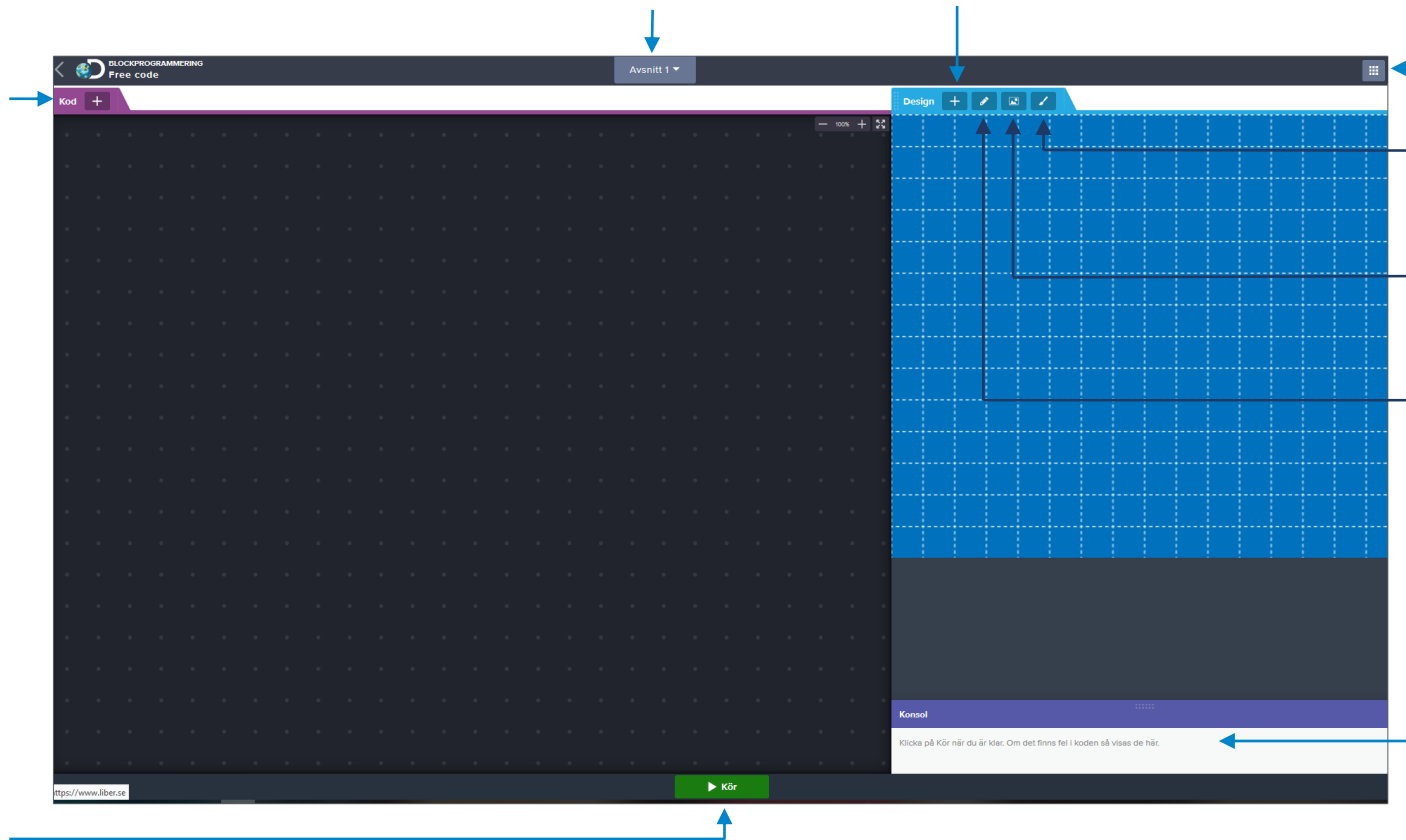 BLOCKPROGRAMMERING
Free code
Avsnitt 1
Kod
Design
100%
Konsol
Klicka på Kör när du är klar. Om det finns fel i koden så visas de här.
Kör
ttps://www.liber.se